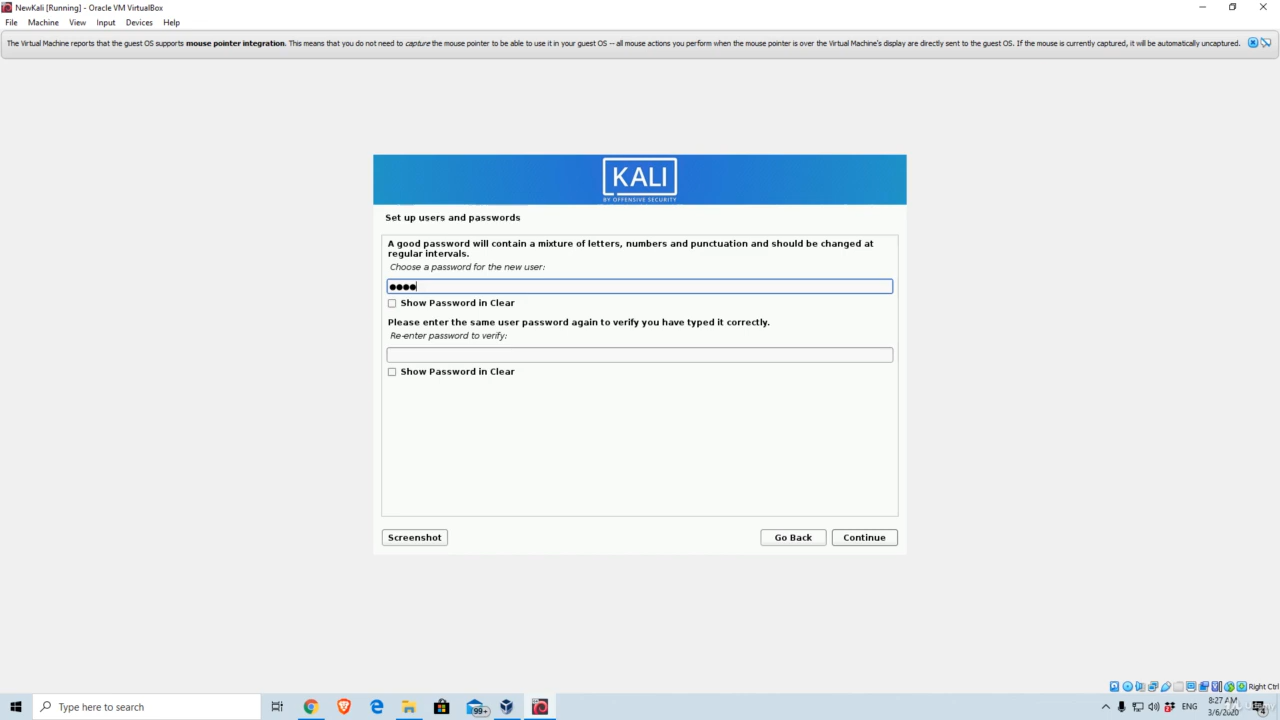 NewKali [Running] - Oracle VM VirtualBox
File Machine View Input Devices Help
The Virtual Machine reports that the guest OS supports mouse pointer integration. This means that you do not need to capture the mouse pointer to be able to use it in your guest OS -- all mouse actions you perform when the mouse pointer is over the Virtual Machine's display are directly sent to the guest OS. If the mouse is currently captured, it will be automatically uncaptured.
KALI
BY OFFENSIVE SECURITY
Set up users and passwords
A good password will contain a mixture of letters, numbers and punctuation and should be changed at
regular intervals.
Choose a password for the new user:
●●●●
Show Password in Clear
Please enter the same user password again to verify you have typed it correctly.
Re-enter password to verify:
Show Password in Clear
Screenshot Go Back Continue
Right Ctrl
Type here to search
99+
ENG
8:27 AM
3/6/2020
4